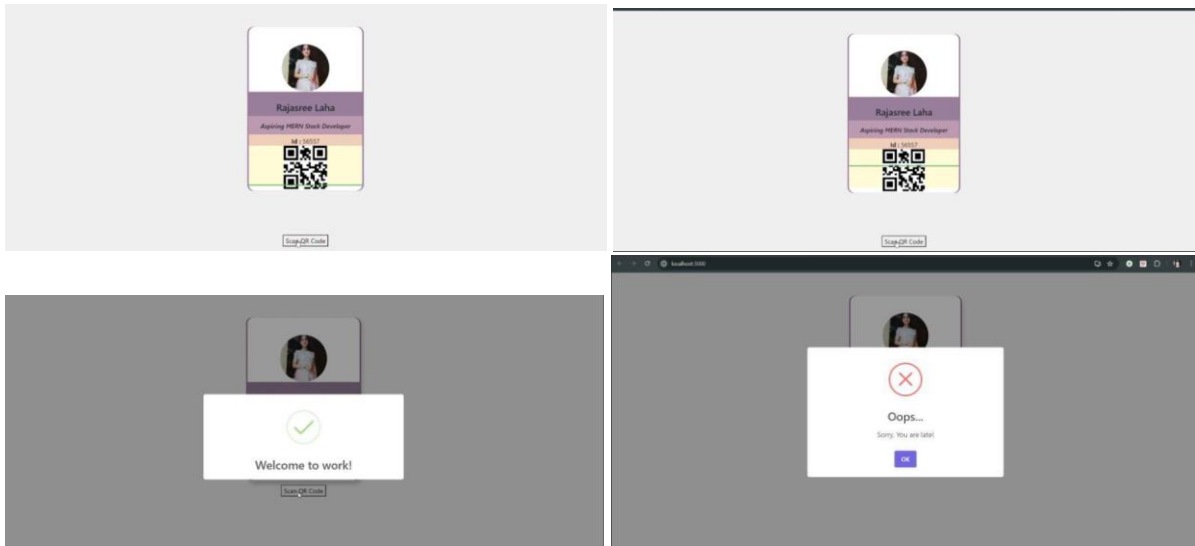 Rajasree Laha
Aspiring MERN Stack Developer
Id : 56557
Scan QR Code
Rajasree Laha
Aspiring MERN Stack Developer
Id : 56557
Scan QR Code
Welcome to work!
Scan QR Code
localhost:3000
Oops...
Sorry, You are late!
OK